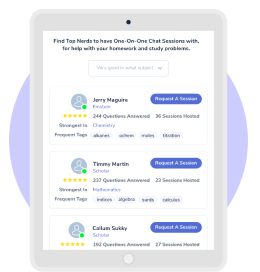 Find Top Nerds to have One-On-One Chat Sessions with,
for help with your homework and study problems.
Very good in what subject
Jerry Maguire
Request A Session
Einstein
244 Questions Answered 36 Sessions Hosted
Strongest In Chemistry
Frequent Tags alkanes ochem moles titration
Timmy Martin
Request A Session
Scholar
237 Questions Answered 23 Sessions Hosted
Strongest In Mathematics
Frequent Tags indices algebra surds calculus
Callum Sukky
Request A Session
Scholar
192 Questions Answered 27 Sessions Hosted